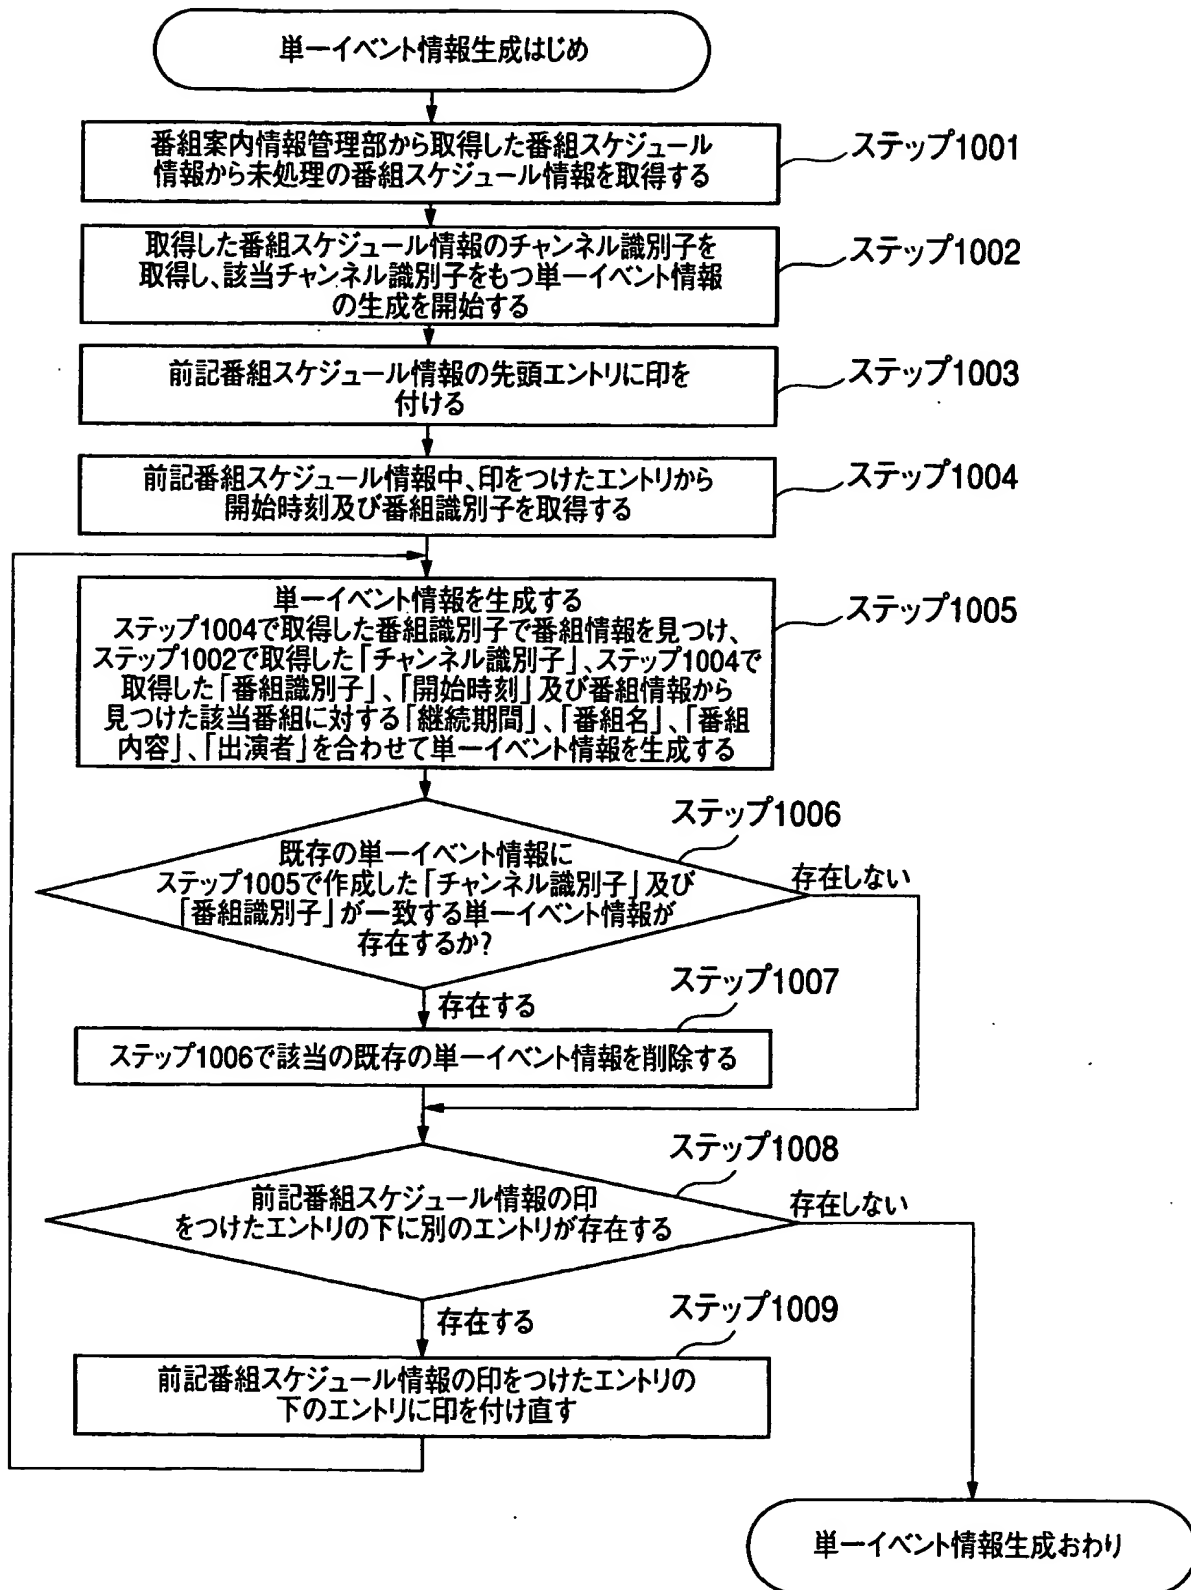 単一イベント情報生成はじめ
番組案内情報管理部から取得した番組スケジュール
情報から未処理の番組スケジュール情報を取得する
ステップ1001
取得した番組スケジュール情報のチャンネル識別子を
取得し、該当チャンネル識別子をもつ単一イベント情報
の生成を開始する
ステップ1002
前記番組スケジュール情報の先頭エントリに印を
付ける
ステップ1003
前記番組スケジュール情報中、印をつけたエントリから
開始時刻及び番組識別子を取得する
ステップ1004
単一イベント情報を生成する
ステップ1004で取得した番組識別子で番組情報を見つけ、
ステップ1002で取得した「チャンネル識別子」、ステップ1004で
取得した「番組識別子」、「開始時刻」及び番組情報から
見つけた該当番組に対する「継続期間」、「番組名」、「番組
内容」、「出演者」を合わせて単一イベント情報を生成する
ステップ1005
ステップ1006
既存の単一イベント情報に
ステップ1005で作成した「チャンネル識別子」及び
「番組識別子」が一致する単一イベント情報が
存在するか?
存在しない
存在する
ステップ1007
ステップ1006で該当の既存の単一イベント情報を削除する
ステップ1008
前記番組スケジュール情報の印
をつけたエントリの下に別のエントリが存在する
存在しない
存在する
ステップ1009
前記番組スケジュール情報の印をつけたエントリの
下のエントリに印を付け直す
単一イベント情報生成おわり